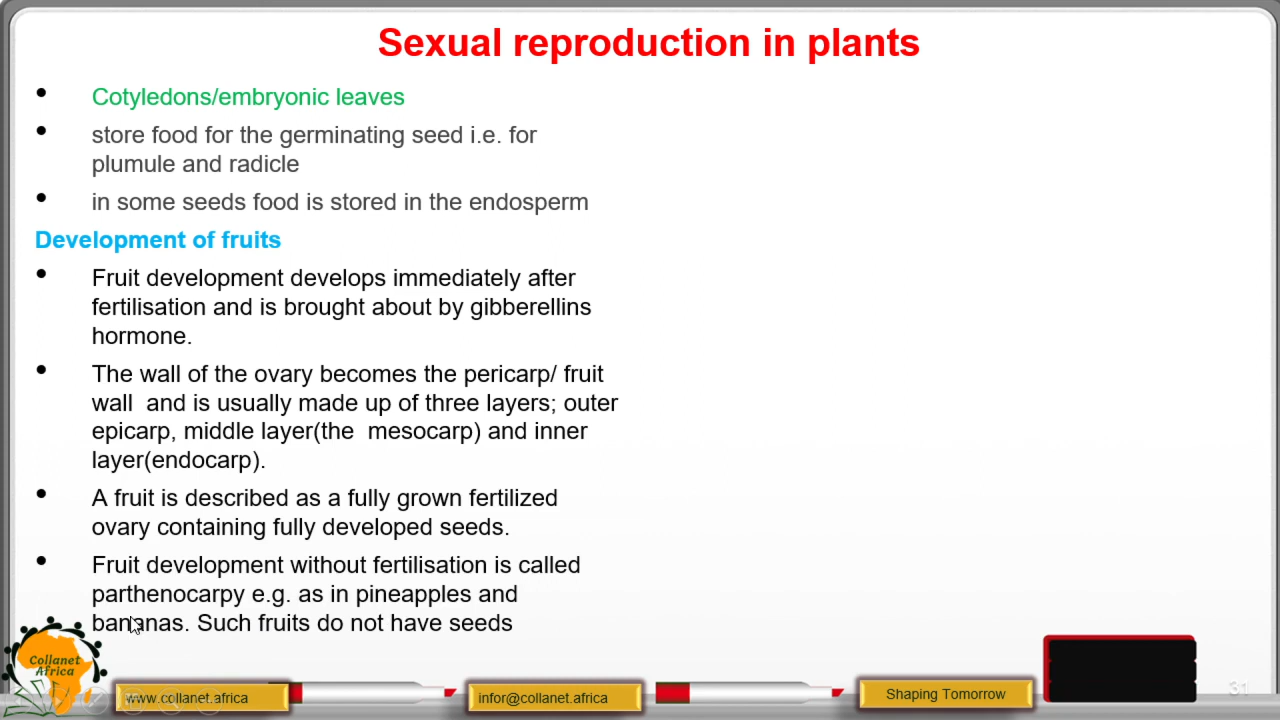 Sexual reproduction in plants
• Cotyledons/embryonic leaves
• store food for the germinating seed i.e. for
plumule and radicle
• in some seeds food is stored in the endosperm
Development of fruits
• Fruit development develops immediately after
fertilisation and is brought about by gibberellins
hormone.
• The wall of the ovary becomes the pericarp/ fruit
wall  and is usually made up of three layers; outer
epicarp, middle layer(the  mesocarp) and inner
layer(endocarp).
• A fruit is described as a fully grown fertilized
ovary containing fully developed seeds.
• Fruit development without fertilisation is called
parthenocarpy e.g. as in pineapples and
bananas. Such fruits do not have seeds
Collanet
Africa
www.collanet.africa
infor@collanet.africa
Shaping Tomorrow
31